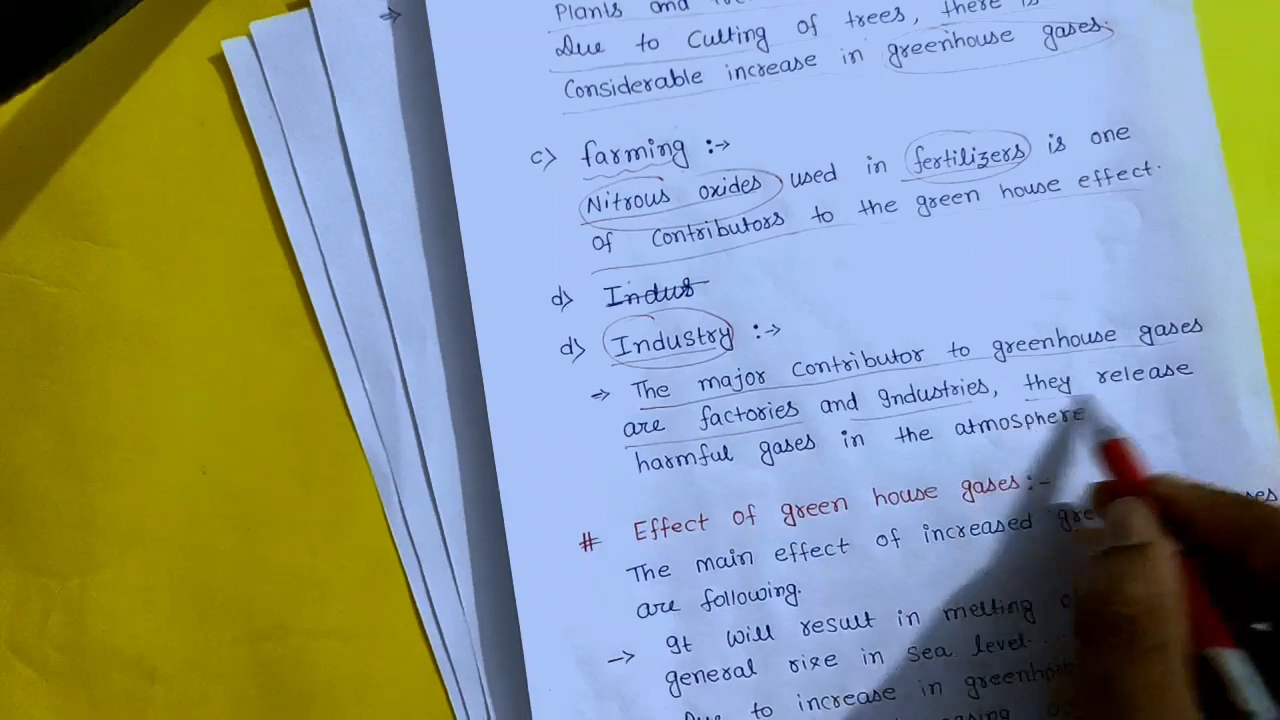 Plants and
Due to Cutting of trees, there is
Considerable increase in greenhouse gases.
c) farming :→
Nitrous oxides used in fertilizers is one
of contributors to the green house effect.
d) Indus
d) Industry :→
⇒ The major contributor to greenhouse gases
are factories and Industries, they release
harmful gases in the atmosphere
# Effect of green house gases :-
The main effect of increased
are following.
→ It will result in melting
general rise in sea level.
Due to increase in